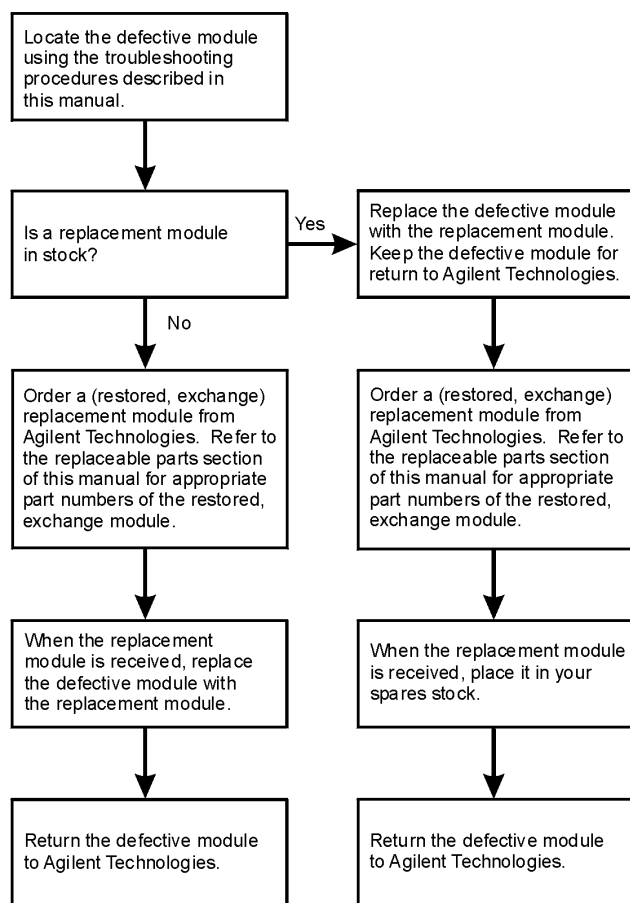 Locate the defective module
using the troubleshooting
procedures described in
this manual.
Is a replacement module
in stock?
Yes
Replace the defective module
with the replacement module.
Keep the defective module for
return to Agilent Technologies.
No
Order a (restored, exchange)
replacement module from
Agilent Technologies. Refer to
the replaceable parts section
of this manual for appropriate
part numbers of the restored,
exchange module.
Order a (restored, exchange)
replacement module from
Agilent Technologies. Refer to
the replaceable parts section
of this manual for appropriate
part numbers of the restored,
exchange module.
When the replacement
module is received, replace
the defective module with
the replacement module.
When the replacement module
is received, place it in your
spares stock.
Return the defective module
to Agilent Technologies.
Return the defective module
to Agilent Technologies.